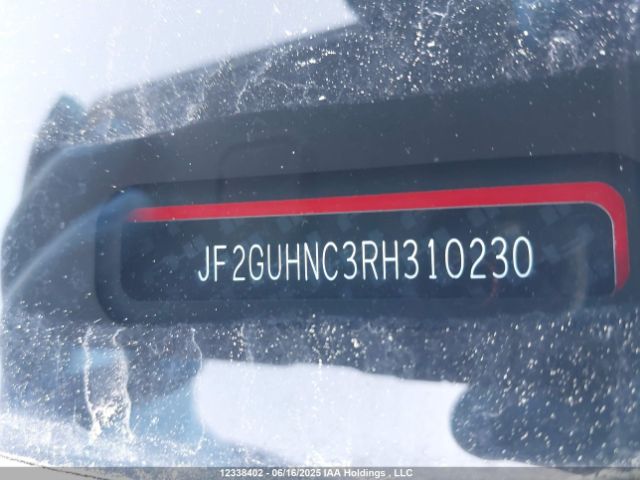 JF2GUHNC3RH310230
12338402 - 06/16/2025 IAA Holdings , LLC